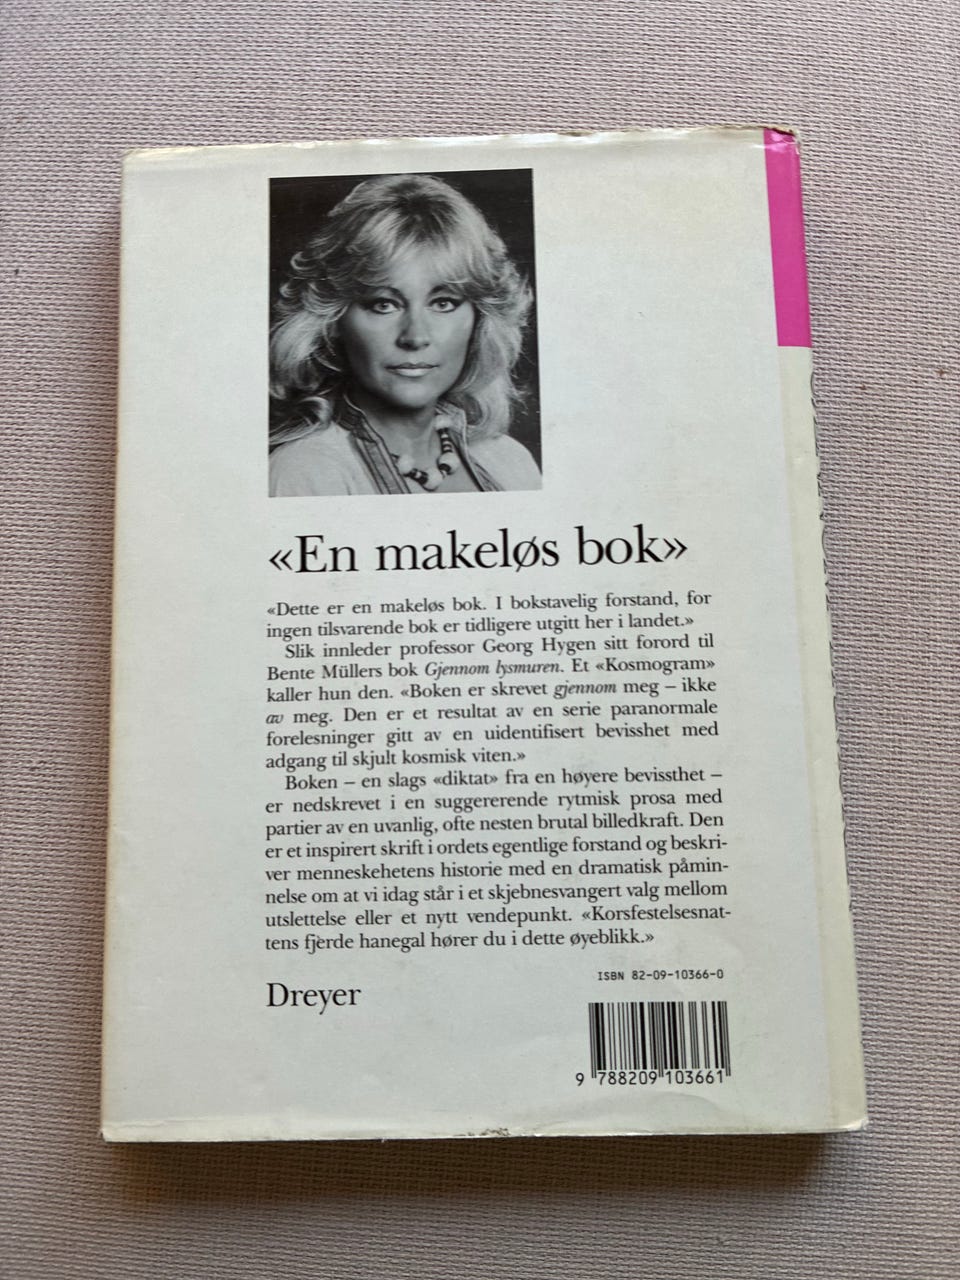 «En makeløs bok»
«Dette er en makeløs bok. I bokstavelig forstand, for
ingen tilsvarende bok er tidligere utgitt her i landet.»
Slik innleder professor Georg Hygen sitt forord til
Bente Müllers bok Gjennom lysmuren. Et «Kosmogram»
kaller hun den. «Boken er skrevet gjennom meg – ikke
av meg. Den er et resultat av en serie paranormale
forelesninger gitt av en uidentifisert bevisshet med
adgang til skjult kosmisk viten.»
Boken – en slags «diktat» fra en høyere bevissthet –
er nedskrevet i en suggererende rytmisk prosa med
partier av en uvanlig, ofte nesten brutal billedkraft. Den
er et inspirert skrift i ordets egentlige forstand og beskri-
ver menneskehetens historie med en dramatisk påmin-
nelse om at vi idag står i et skjebnesvangert valg mellom
utslettelse eller et nytt vendepunkt. «Korsfestelsesnat-
tens fjerde hanegal hører du i dette øyeblikk.»
ISBN 82-09-10366-0
Dreyer
9 788209 103661